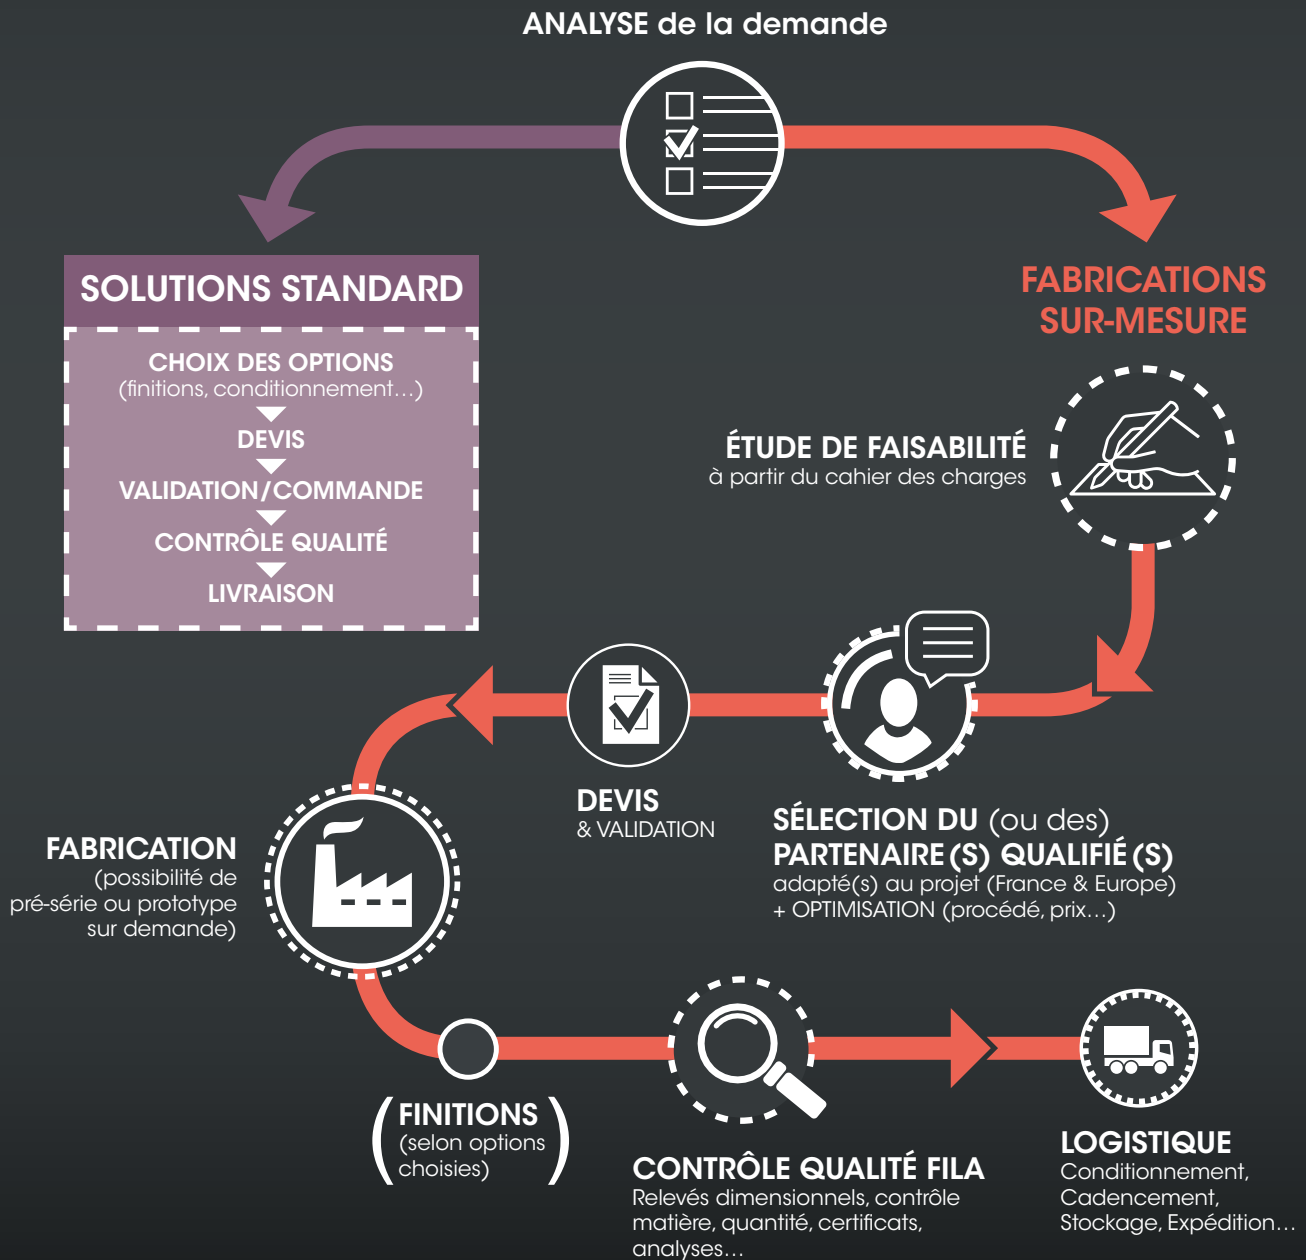 ANALYSE de la demande
SOLUTIONS STANDARD
CHOIX DES OPTIONS
(finitions, conditionnement...)
DEVIS
VALIDATION/COMMANDE
CONTRÔLE QUALITÉ
LIVRAISON
FABRICATIONS
SUR-MESURE
ÉTUDE DE FAISABILITÉ
à partir du cahier des charges
SÉLECTION DU (ou des)
PARTENAIRE(S) QUALIFIÉ(S)
adapté(s) au projet (France & Europe)
+ OPTIMISATION (procédé, prix...)
DEVIS
& VALIDATION
FABRICATION
(possibilité de
pré-série ou prototype
sur demande)
(FINITIONS
(selon options
choisies))
CONTRÔLE QUALITÉ FILA
Relevés dimensionnels, contrôle
matière, quantité, certificats,
analyses...
LOGISTIQUE
Conditionnement,
Cadencement,
Stockage, Expédition...